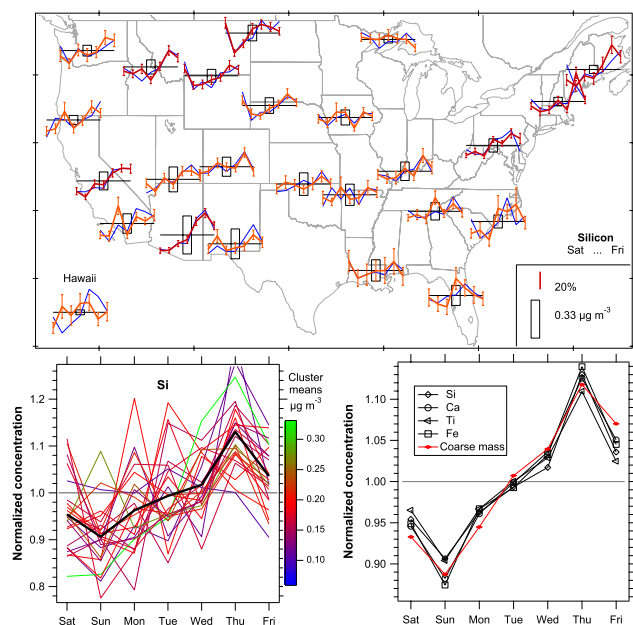 Hawaii
Silicon
Sat ... Fri
20%
0.33 µg m⁻³
Normalized concentration
1.2
1.1
1.0
0.9
0.8
Si
Sat Sun Mon Tue Wed Thu Fri
Cluster
means
µg m⁻³
0.30
0.25
0.20
0.15
0.10
Normalized concentration
1.10
1.05
1.00
0.95
0.90
Si
Ca
Ti
Fe
Coarse mass
Sat Sun Mon Tue Wed Thu Fri